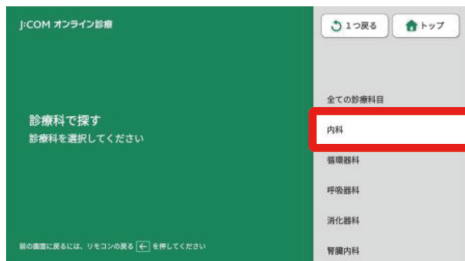 J:COM オンライン診療
1つ戻る
トップ
診療科で探す
診療科を選択してください
全ての診療科目
内科
循環器科
呼吸器科
消化器科
腎臓内科
前の画面に戻るには、リモコンの戻る ← を押してください